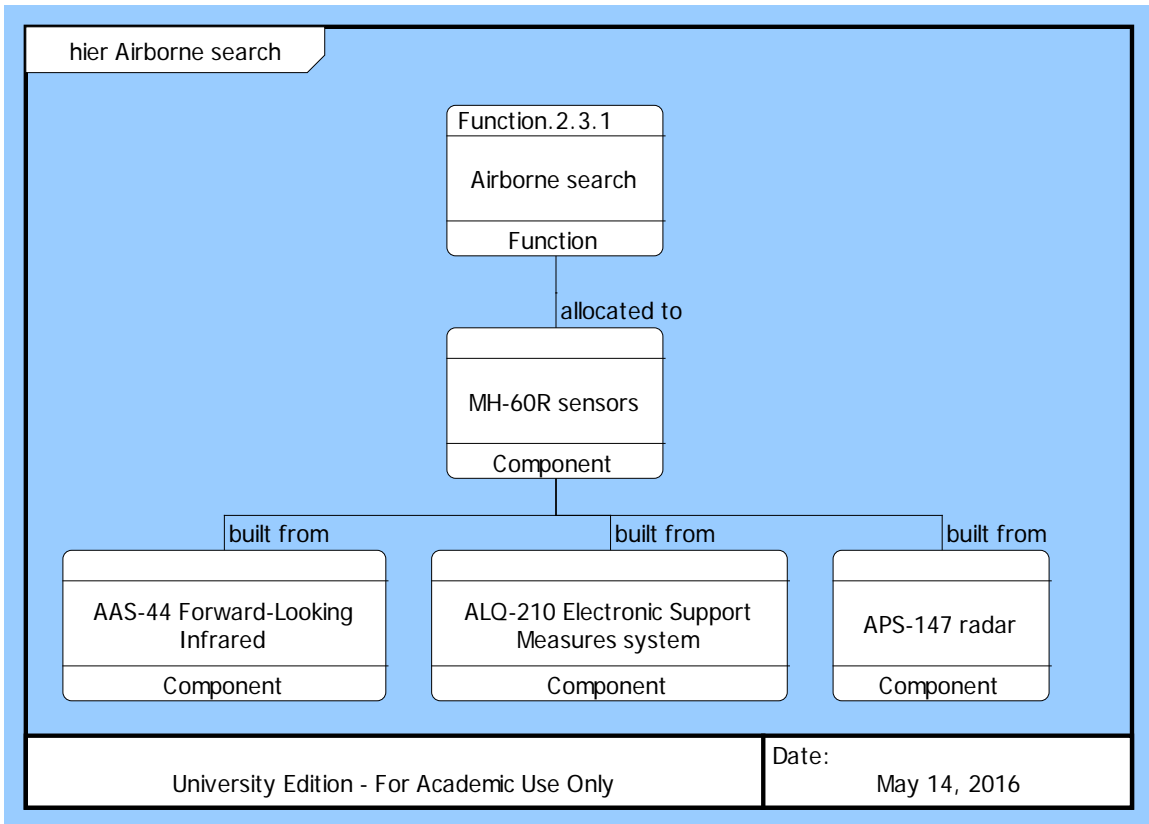 hier Airborne search
Function.2.3.1
Airborne search
Function
allocated to
MH-60R sensors
Component
built from
built from
built from
AAS-44 Forward-Looking
Infrared
Component
ALQ-210 Electronic Support
Measures system
Component
APS-147 radar
Component
University Edition - For Academic Use Only
Date:
May 14, 2016